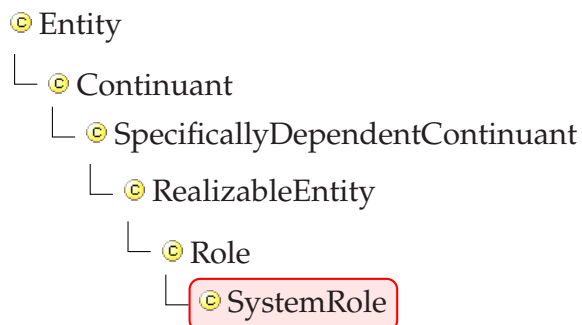 Entity
Continuant
SpecificallyDependentContinuant
RealizableEntity
Role
SystemRole